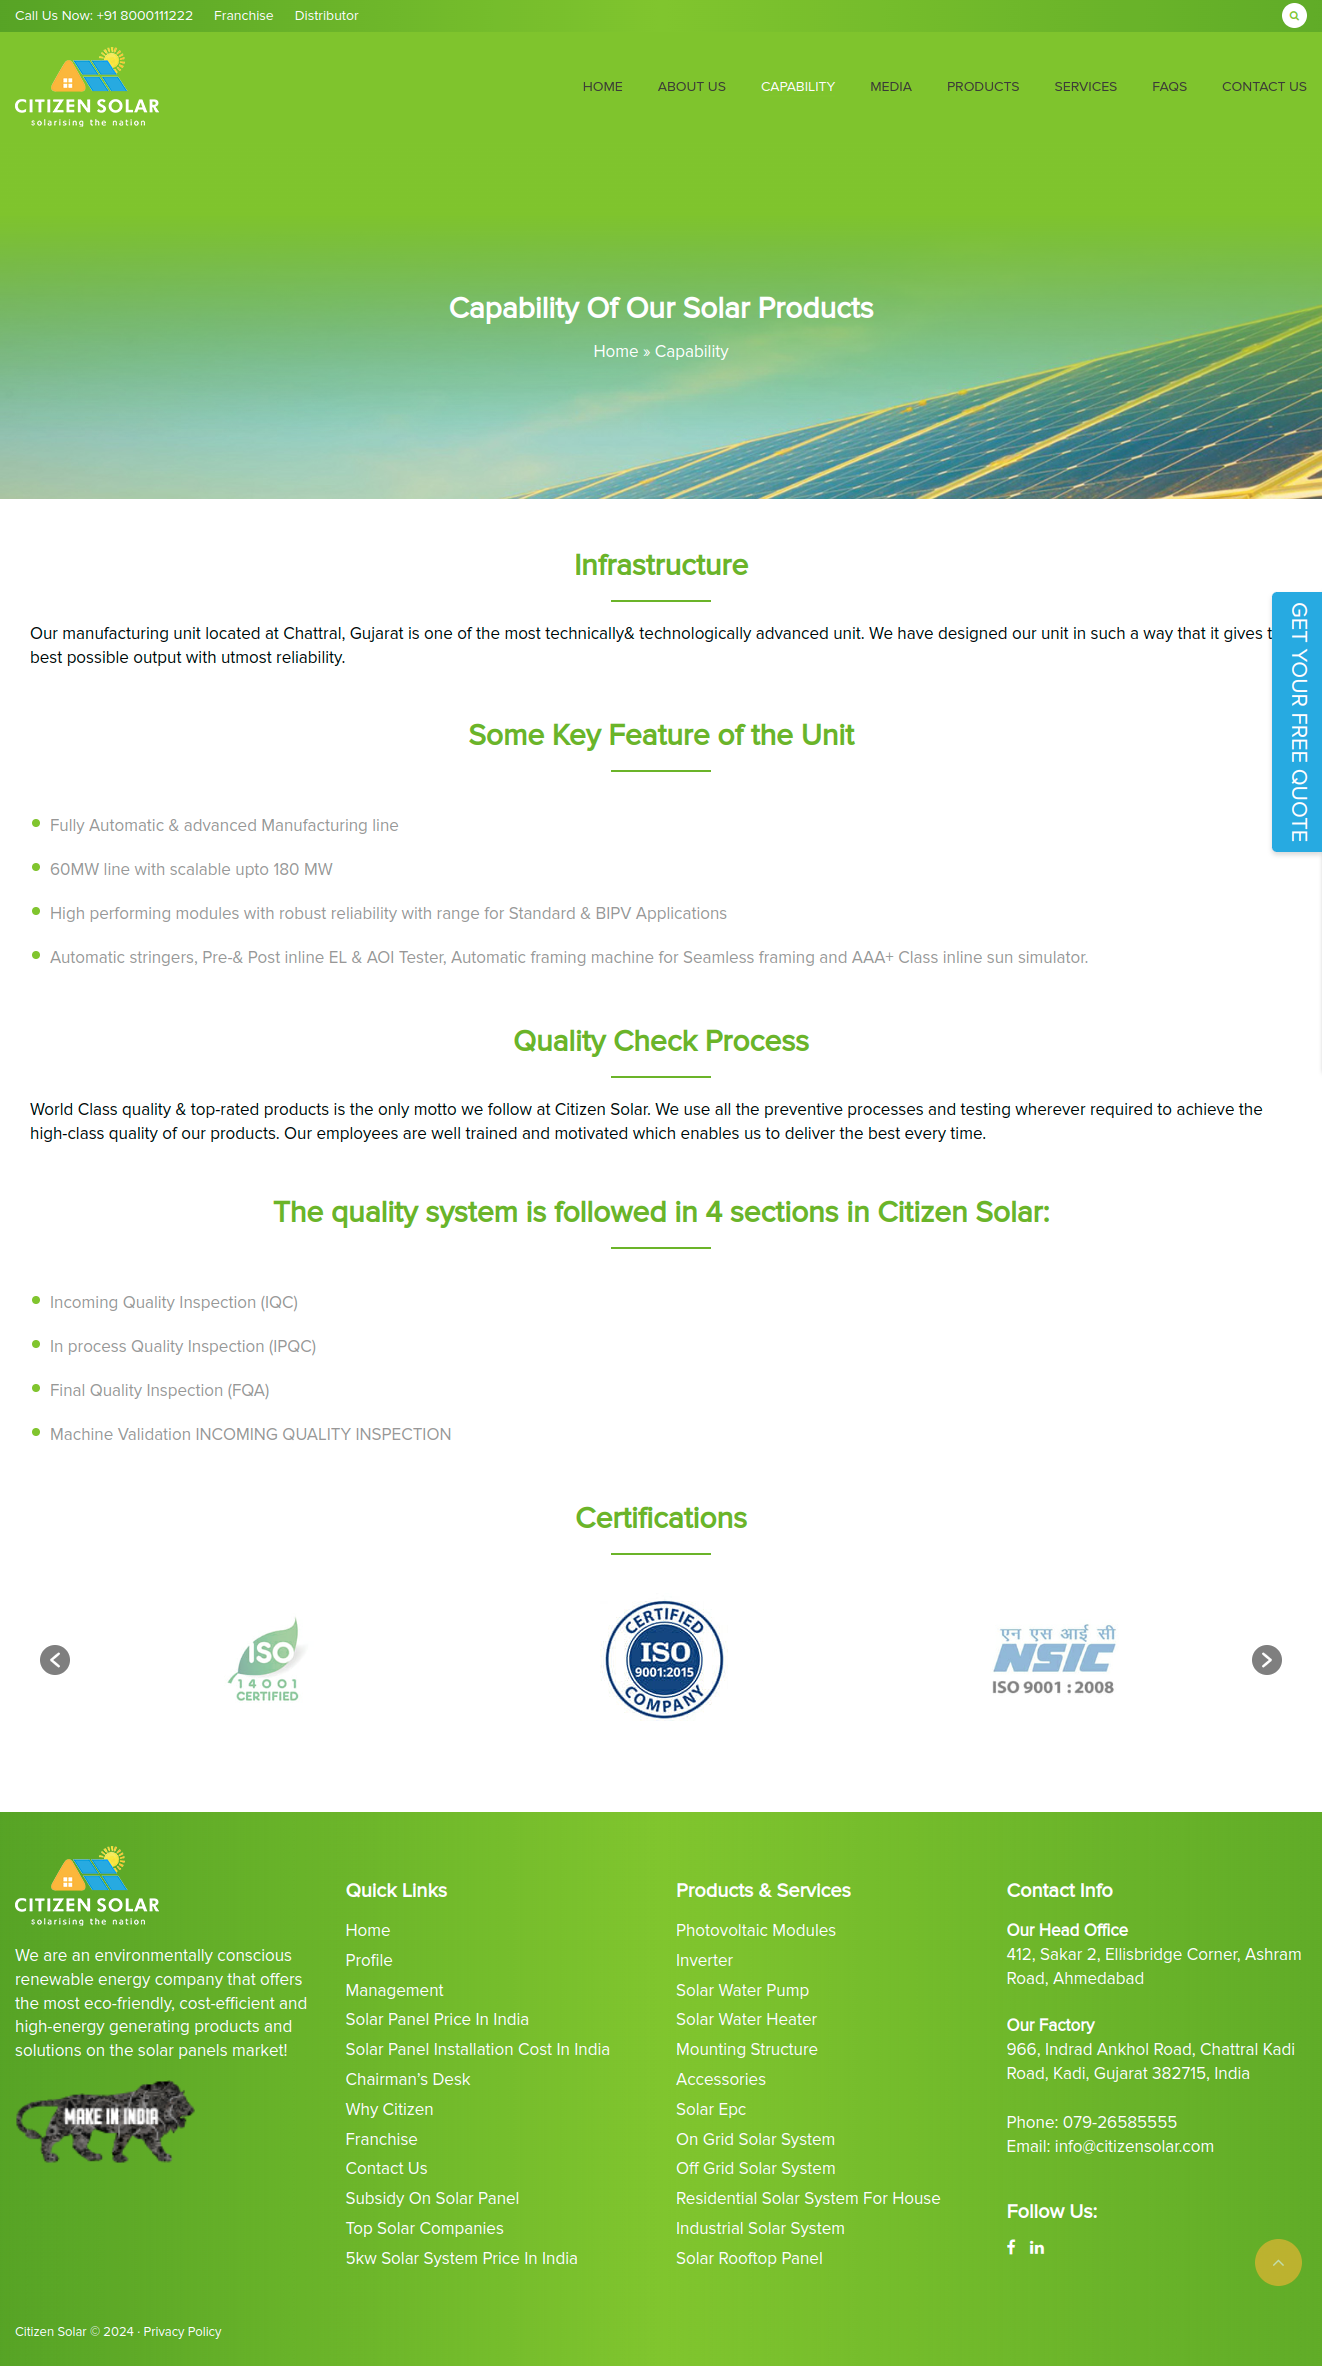 Call Us Now: +91 8000111222 Franchise Distributor
CITIZEN SOLAR
solarising the nation
HOME ABOUT US CAPABILITY MEDIA PRODUCTS SERVICES FAQS CONTACT US
Capability Of Our Solar Products
Home » Capability
Infrastructure
Our manufacturing unit located at Chattral, Gujarat is one of the most technically& technologically advanced unit. We have designed our unit in such a way that it gives
best possible output with utmost reliability.
GET YOUR FREE QUOTE
Some Key Feature of the Unit
Fully Automatic & advanced Manufacturing line
60MW line with scalable upto 180 MW
High performing modules with robust reliability with range for Standard & BIPV Applications
Automatic stringers, Pre-& Post inline EL & AOI Tester, Automatic framing machine for Seamless framing and AAA+ Class inline sun simulator.
Quality Check Process
World Class quality & top-rated products is the only motto we follow at Citizen Solar. We use all the preventive processes and testing wherever required to achieve the
high-class quality of our products. Our employees are well trained and motivated which enables us to deliver the best every time.
The quality system is followed in 4 sections in Citizen Solar:
Incoming Quality Inspection (IQC)
In process Quality Inspection (IPQC)
Final Quality Inspection (FQA)
Machine Validation INCOMING QUALITY INSPECTION
Certifications
ISO
14001
CERTIFIED
CERTIFIED
ISO
9001:2015
COMPANY
एन एस आई सी
NSIC
ISO 9001 : 2008
CITIZEN SOLAR
solarising the nation
We are an environmentally conscious
renewable energy company that offers
the most eco-friendly, cost-efficient and
high-energy generating products and
solutions on the solar panels market!
MAKE IN INDIA
Quick Links
Home
Profile
Management
Solar Panel Price In India
Solar Panel Installation Cost In India
Chairman's Desk
Why Citizen
Franchise
Contact Us
Subsidy On Solar Panel
Top Solar Companies
5kw Solar System Price In India
Products & Services
Photovoltaic Modules
Inverter
Solar Water Pump
Solar Water Heater
Mounting Structure
Accessories
Solar Epc
On Grid Solar System
Off Grid Solar System
Residential Solar System For House
Industrial Solar System
Solar Rooftop Panel
Contact Info
Our Head Office
412, Sakar 2, Ellisbridge Corner, Ashram
Road, Ahmedabad
Our Factory
966, Indrad Ankhol Road, Chattral Kadi
Road, Kadi, Gujarat 382715, India
Phone: 079-26585555
Email: info@citizensolar.com
Follow Us:
Citizen Solar © 2024 · Privacy Policy